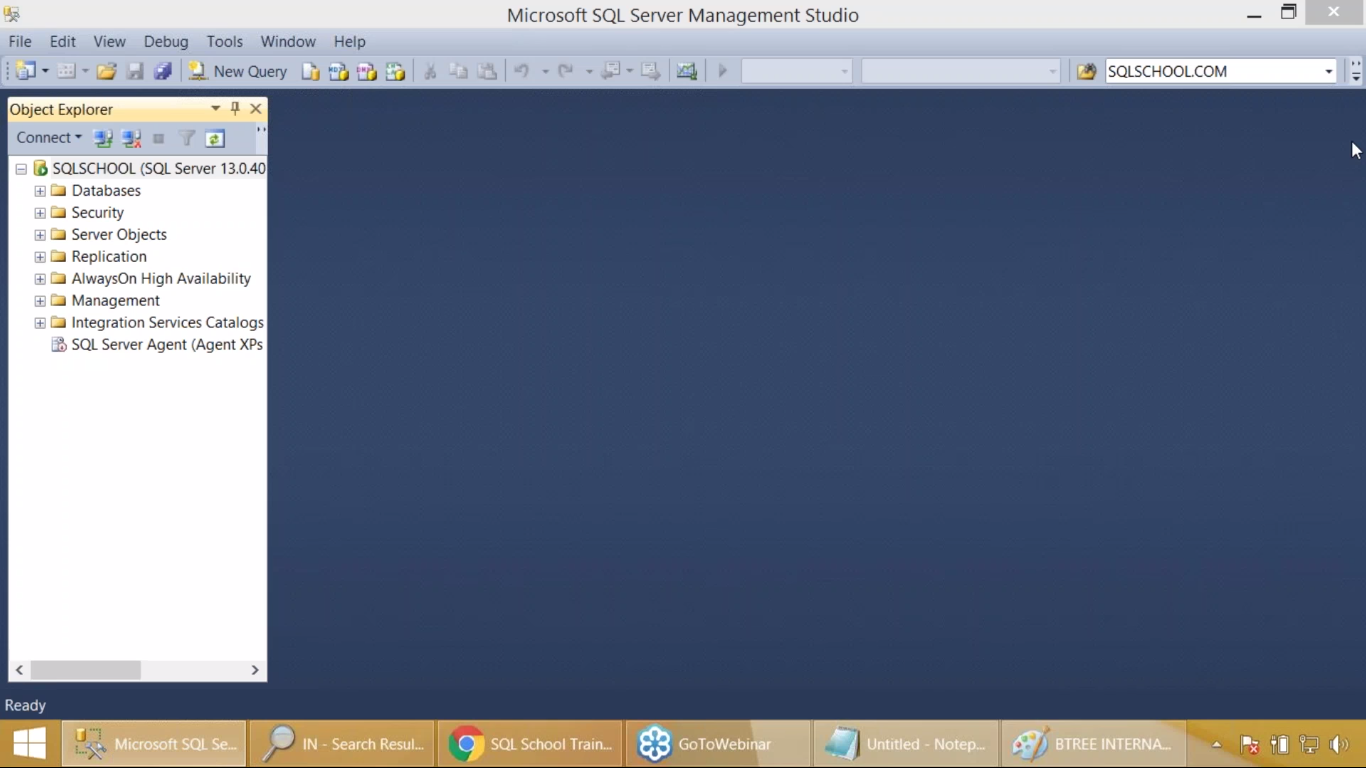 Microsoft SQL Server Management Studio
File Edit View Debug Tools Window Help
New Query SQLSCHOOL.COM
Object Explorer
Connect
SQLSCHOOL (SQL Server 13.0.40
Databases
Security
Server Objects
Replication
AlwaysOn High Availability
Management
Integration Services Catalogs
SQL Server Agent (Agent XPs
Ready
Microsoft SQL Se... IN - Search Resul... SQL School Train... GoToWebinar Untitled - Notep... BTREE INTERNA...